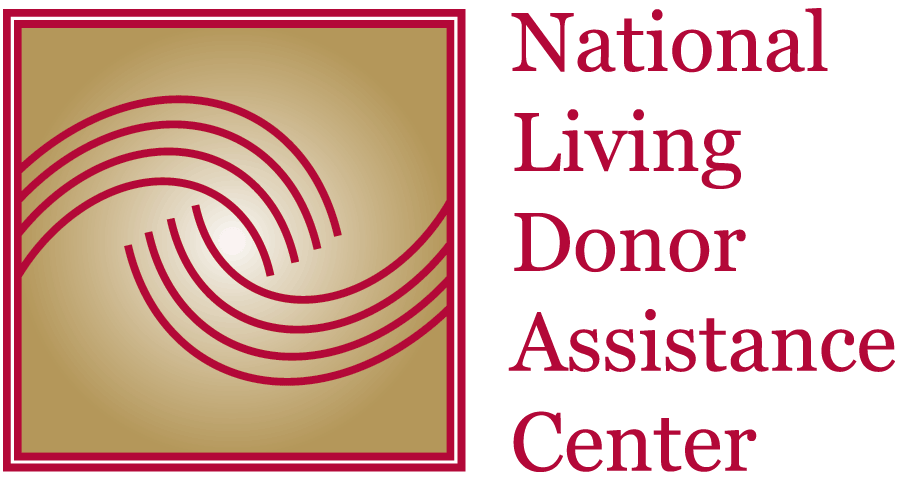 National
Living
Donor
Assistance
Center